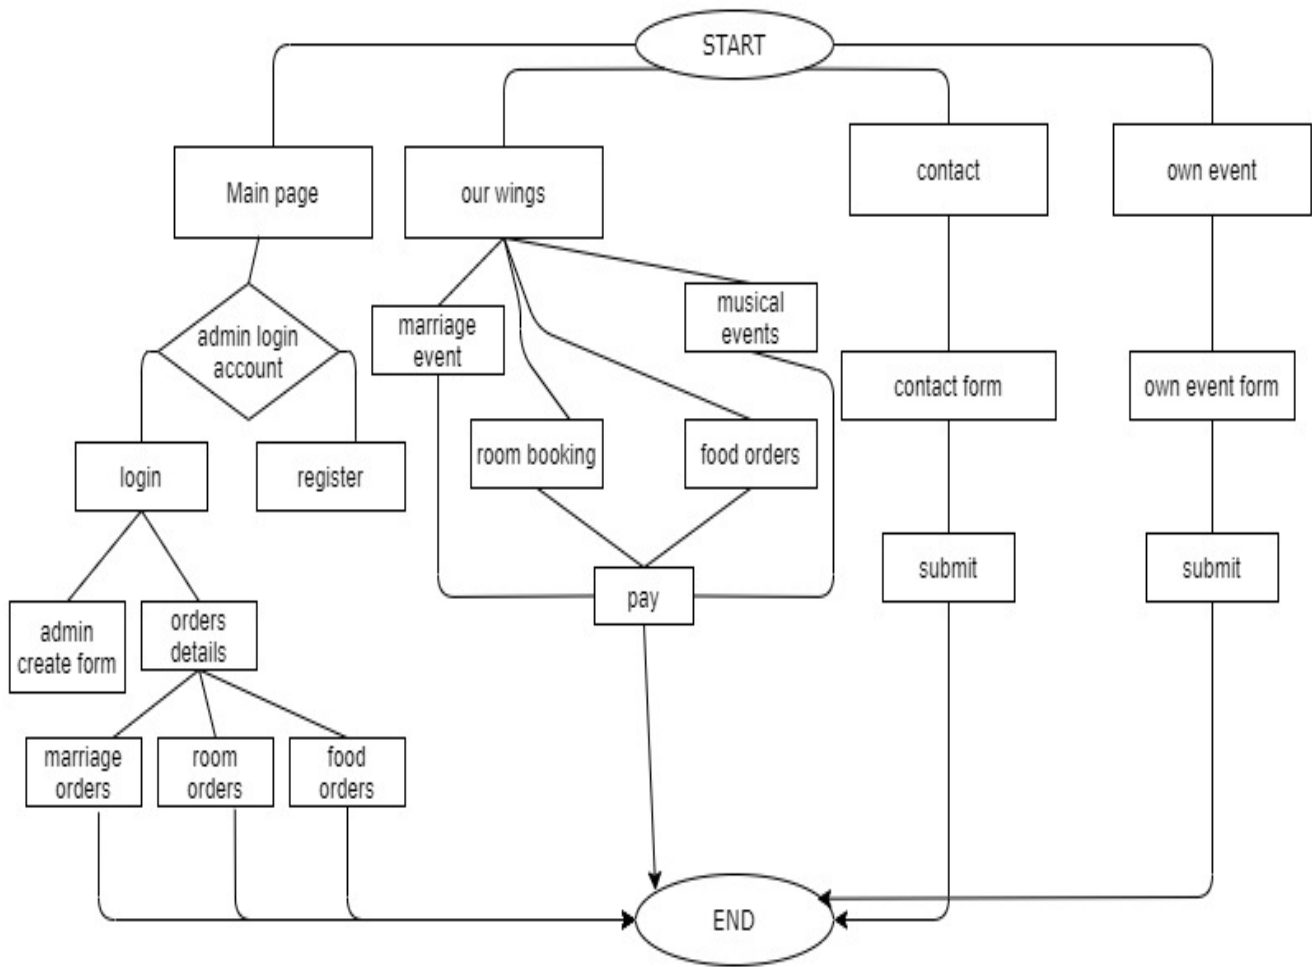 START
Main page
our wings
contact
own event
admin login
account
marriage
event
musical
events
contact form
own event form
login
register
room booking
food orders
pay
submit
submit
admin
create form
orders
details
marriage
orders
room
orders
food
orders
END